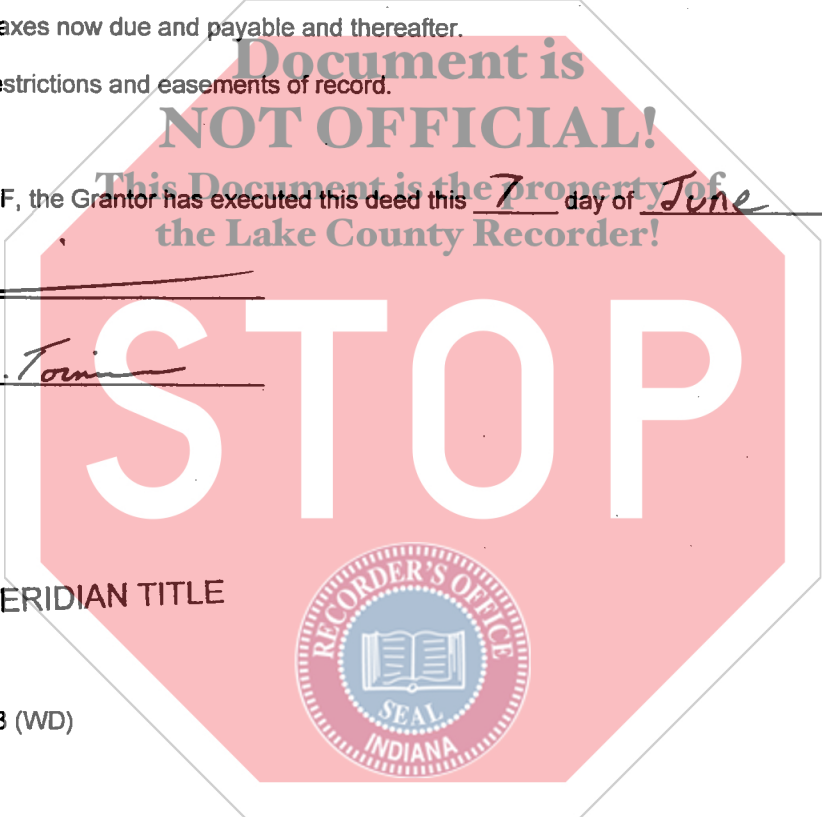 axes now due and payable and thereafter.
Document is
estrictions and easements of record.
NOT OFFICIAL!
This Document is the property of
F, the Grantor has executed this deed this 7 day of June
the Lake County Recorder!
STOP
ERIDIAN TITLE
RECORDER'S OFFICE
SEAL
INDIANA
(WD)